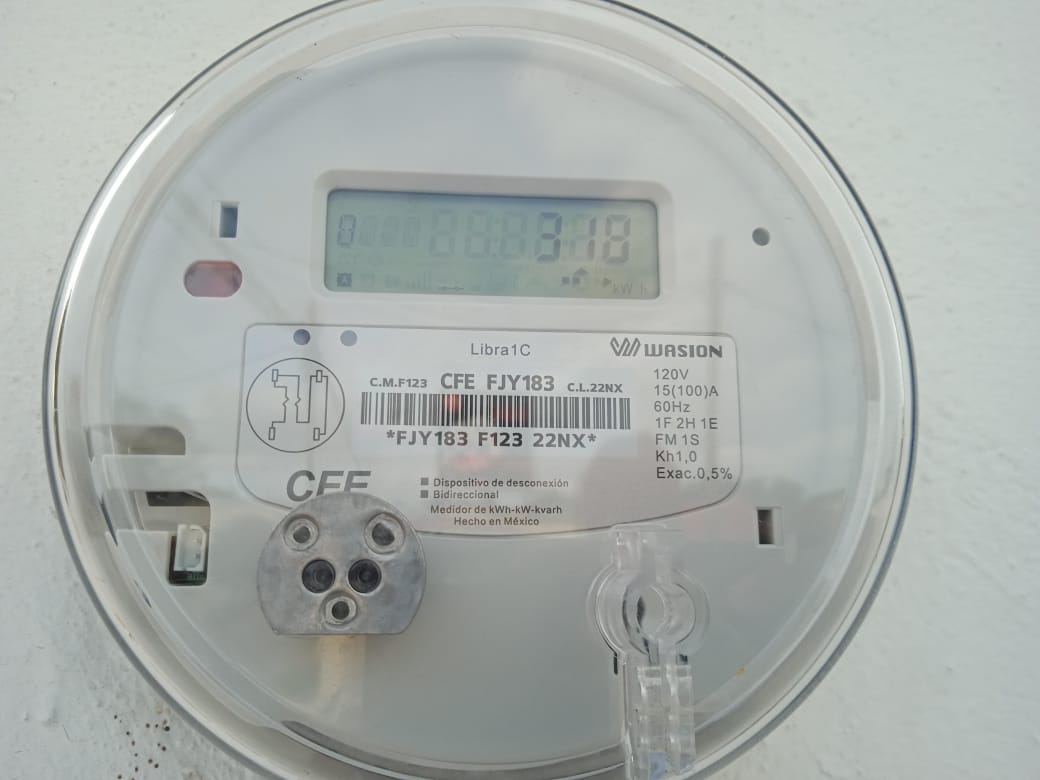 318
kW h
Libra1C
WASION
C.M.F123 CFE FJY183 C.L.22NX
*FJY183 F123 22NX*
120V
15(100)A
60Hz
1F 2H 1E
FM 1S
Kh1,0
Exac.0,5%
CFE
Dispositivo de desconexión
Bidireccional
Medidor de kWh-kW-kvarh
Hecho en México